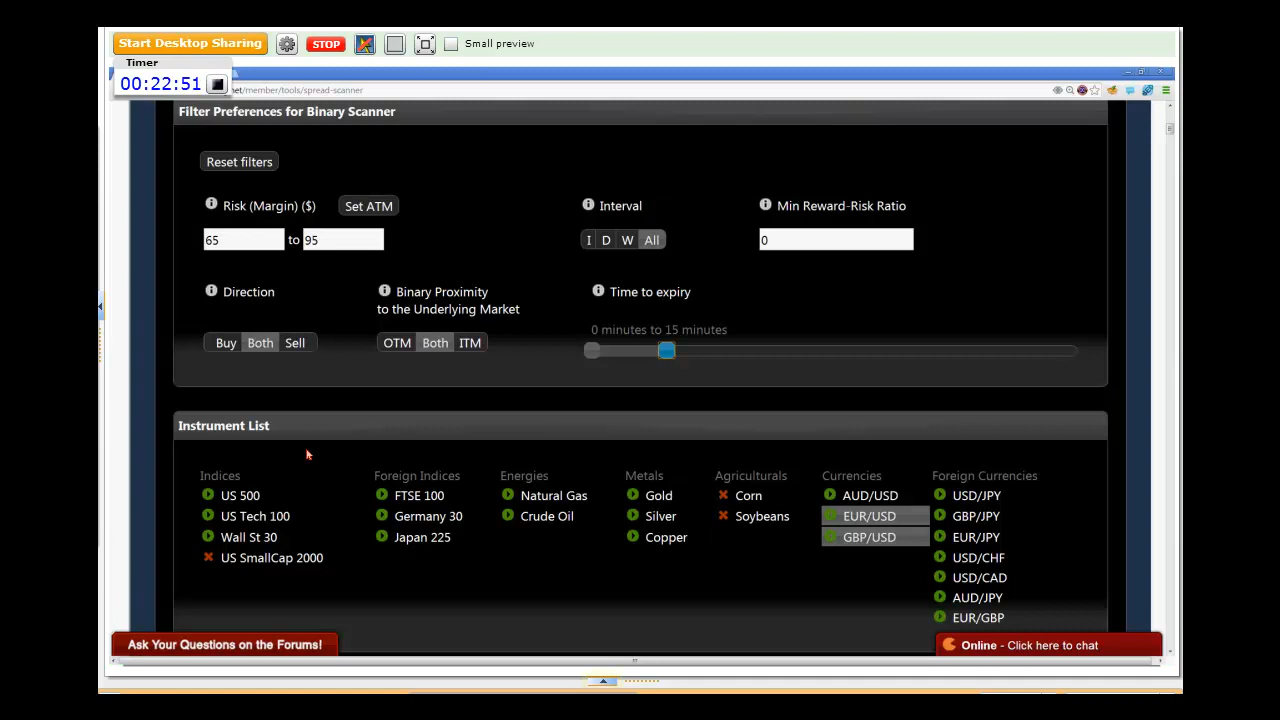 Start Desktop Sharing STOP Small preview
Timer
00:22:51
net/member/tools/spread-scanner
Filter Preferences for Binary Scanner
Reset filters
Risk (Margin) ($) Set ATM Interval Min Reward-Risk Ratio
65 to 95 I D W All 0
Direction Binary Proximity Time to expiry
to the Underlying Market
0 minutes to 15 minutes
Buy Both Sell OTM Both ITM
Instrument List
Indices Foreign Indices Energies Metals Agriculturals Currencies Foreign Currencies
US 500 FTSE 100 Natural Gas Gold Corn AUD/USD USD/JPY
US Tech 100 Germany 30 Crude Oil Silver Soybeans EUR/USD GBP/JPY
Wall St 30 Japan 225 Copper GBP/USD EUR/JPY
US SmallCap 2000 USD/CHF
USD/CAD
AUD/JPY
EUR/GBP
Ask Your Questions on the Forums! Online - Click here to chat